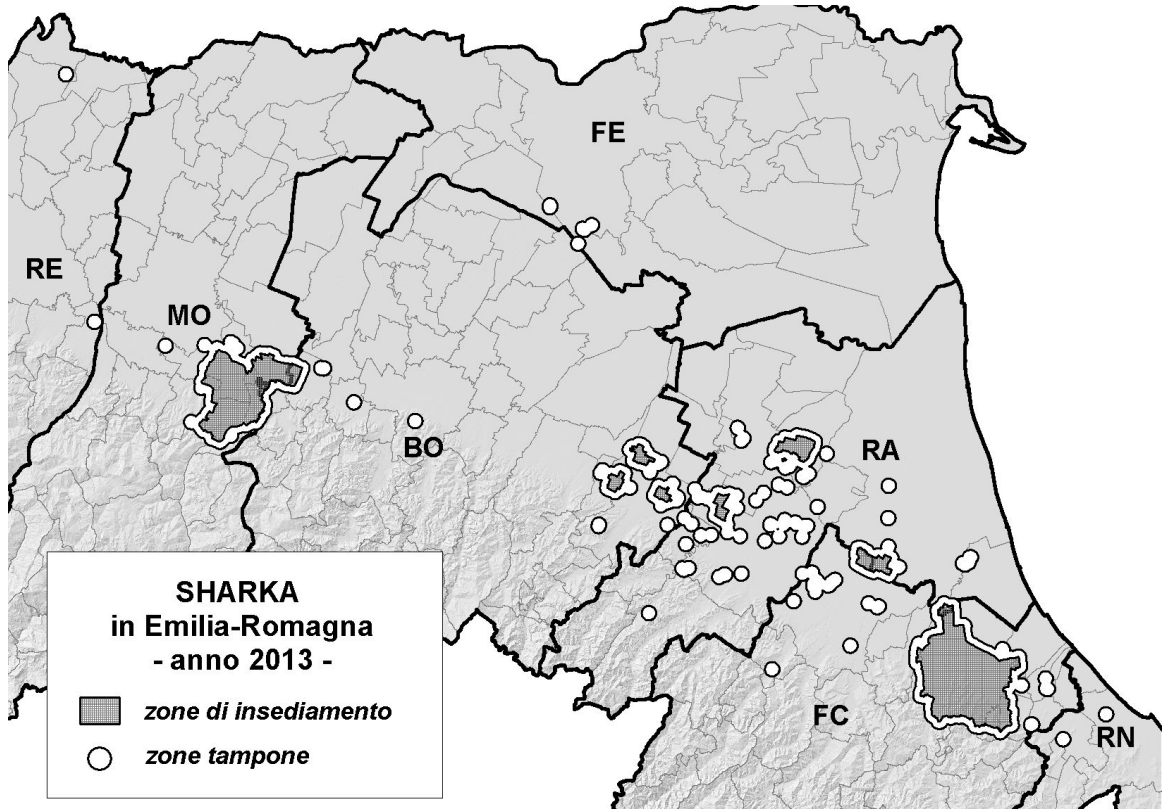 FE
RE
MO
BO
RA
FC
RN
SHARKA
in Emilia-Romagna
- anno 2013 -
zone di insediamento
zone tampone